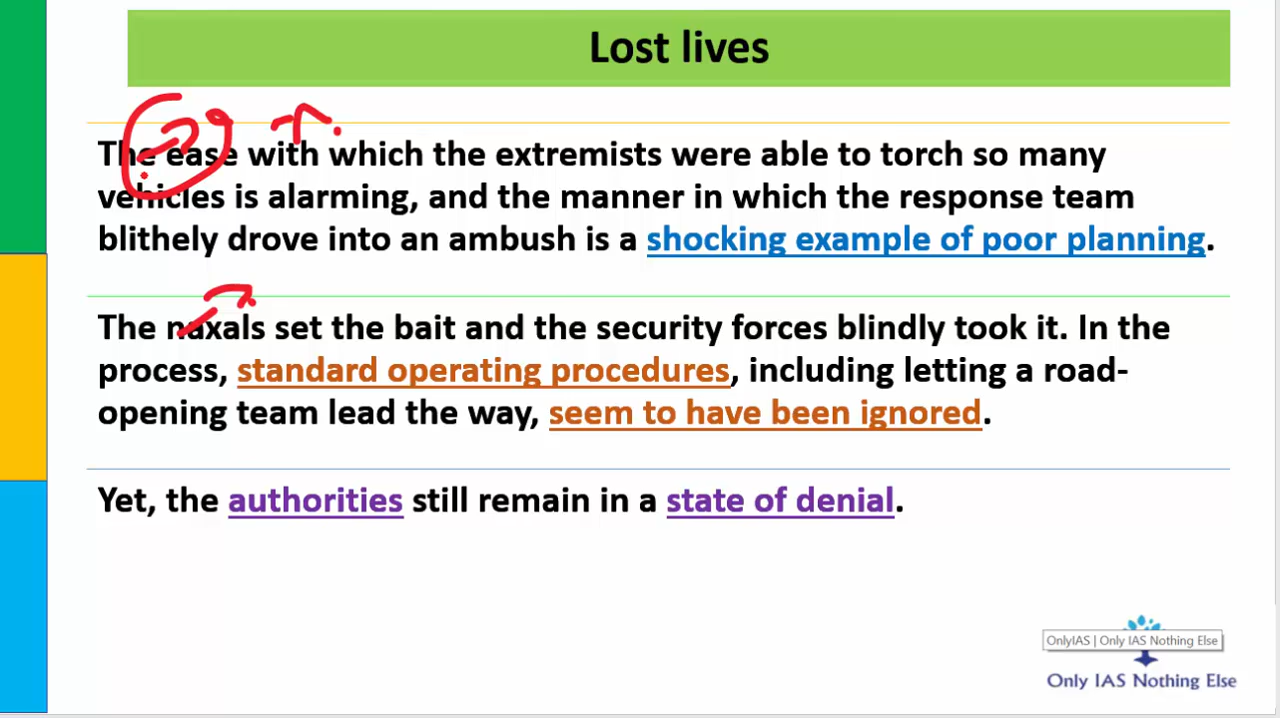 Lost lives
The ease with which the extremists were able to torch so many
vehicles is alarming, and the manner in which the response team
blithely drove into an ambush is a shocking example of poor planning.
The naxals set the bait and the security forces blindly took it. In the
process, standard operating procedures, including letting a road-
opening team lead the way, seem to have been ignored.
Yet, the authorities still remain in a state of denial.
OnlyIAS | Only IAS Nothing Else
Only IAS Nothing Else